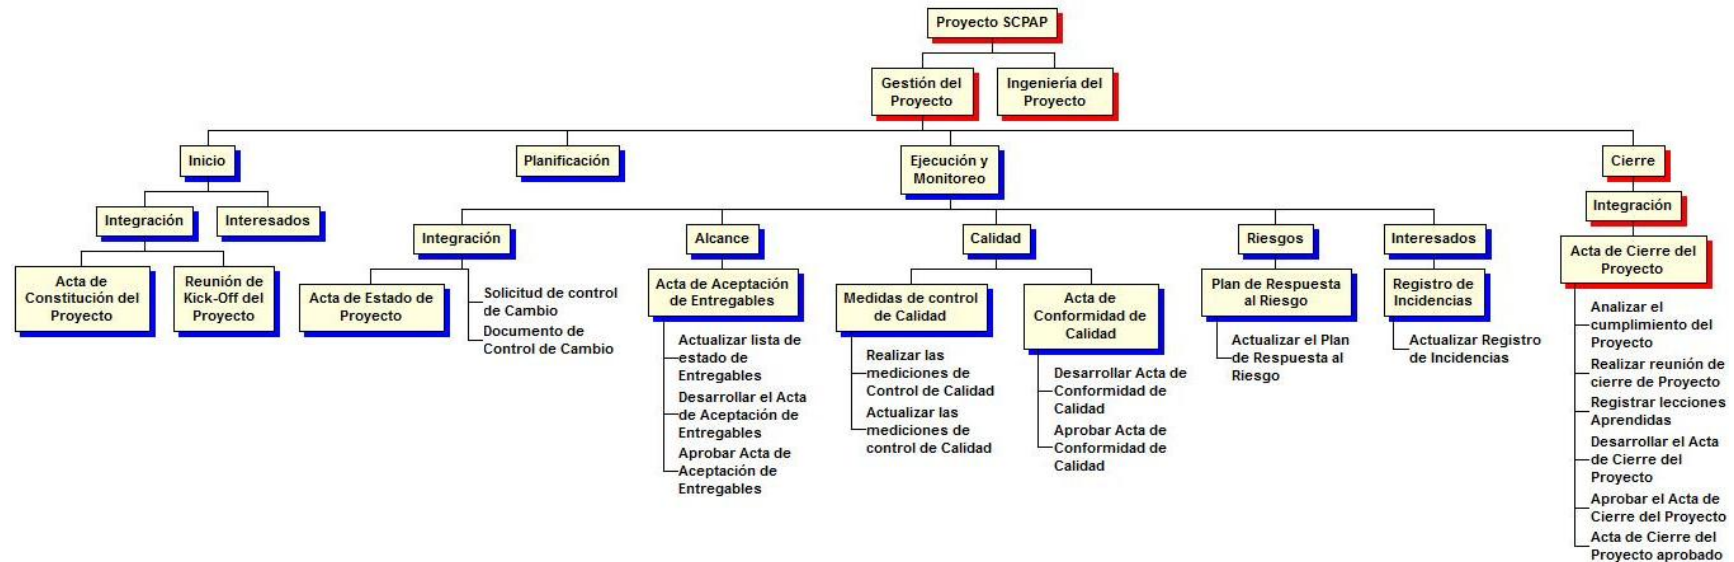 Proyecto SCPAP
Gestión del
Proyecto
Ingeniería del
Proyecto
Inicio
Planificación
Ejecución y
Monitoreo
Cierre
Integración
Interesados
Acta de
Constitución del
Proyecto
Reunión de
Kick-Off del
Proyecto
Integración
Acta de Estado de
Proyecto
Solicitud de control
de Cambio
Documento de
Control de Cambio
Alcance
Acta de Aceptación
de Entregables
Actualizar lista de
estado de
Entregables
Desarrollar el Acta
de Aceptación de
Entregables
Aprobar Acta de
Aceptación de
Entregables
Calidad
Medidas de control
de Calidad
Realizar las
mediciones de
Control de Calidad
Actualizar las
mediciones de
control de Calidad
Acta de
Conformidad de
Calidad
Desarrollar Acta de
Conformidad de
Calidad
Aprobar Acta de
Conformidad de
Calidad
Riesgos
Plan de Respuesta
al Riesgo
Actualizar el Plan
de Respuesta al
Riesgo
Interesados
Registro de
Incidencias
Actualizar Registro
de Incidencias
Integración
Acta de Cierre del
Proyecto
Analizar el
cumplimiento del
Proyecto
Realizar reunión de
cierre de Proyecto
Registrar lecciones
Aprendidas
Desarrollar el Acta
de Cierre del
Proyecto
Aprobar el Acta de
Cierre del Proyecto
Acta de Cierre del
Proyecto aprobado